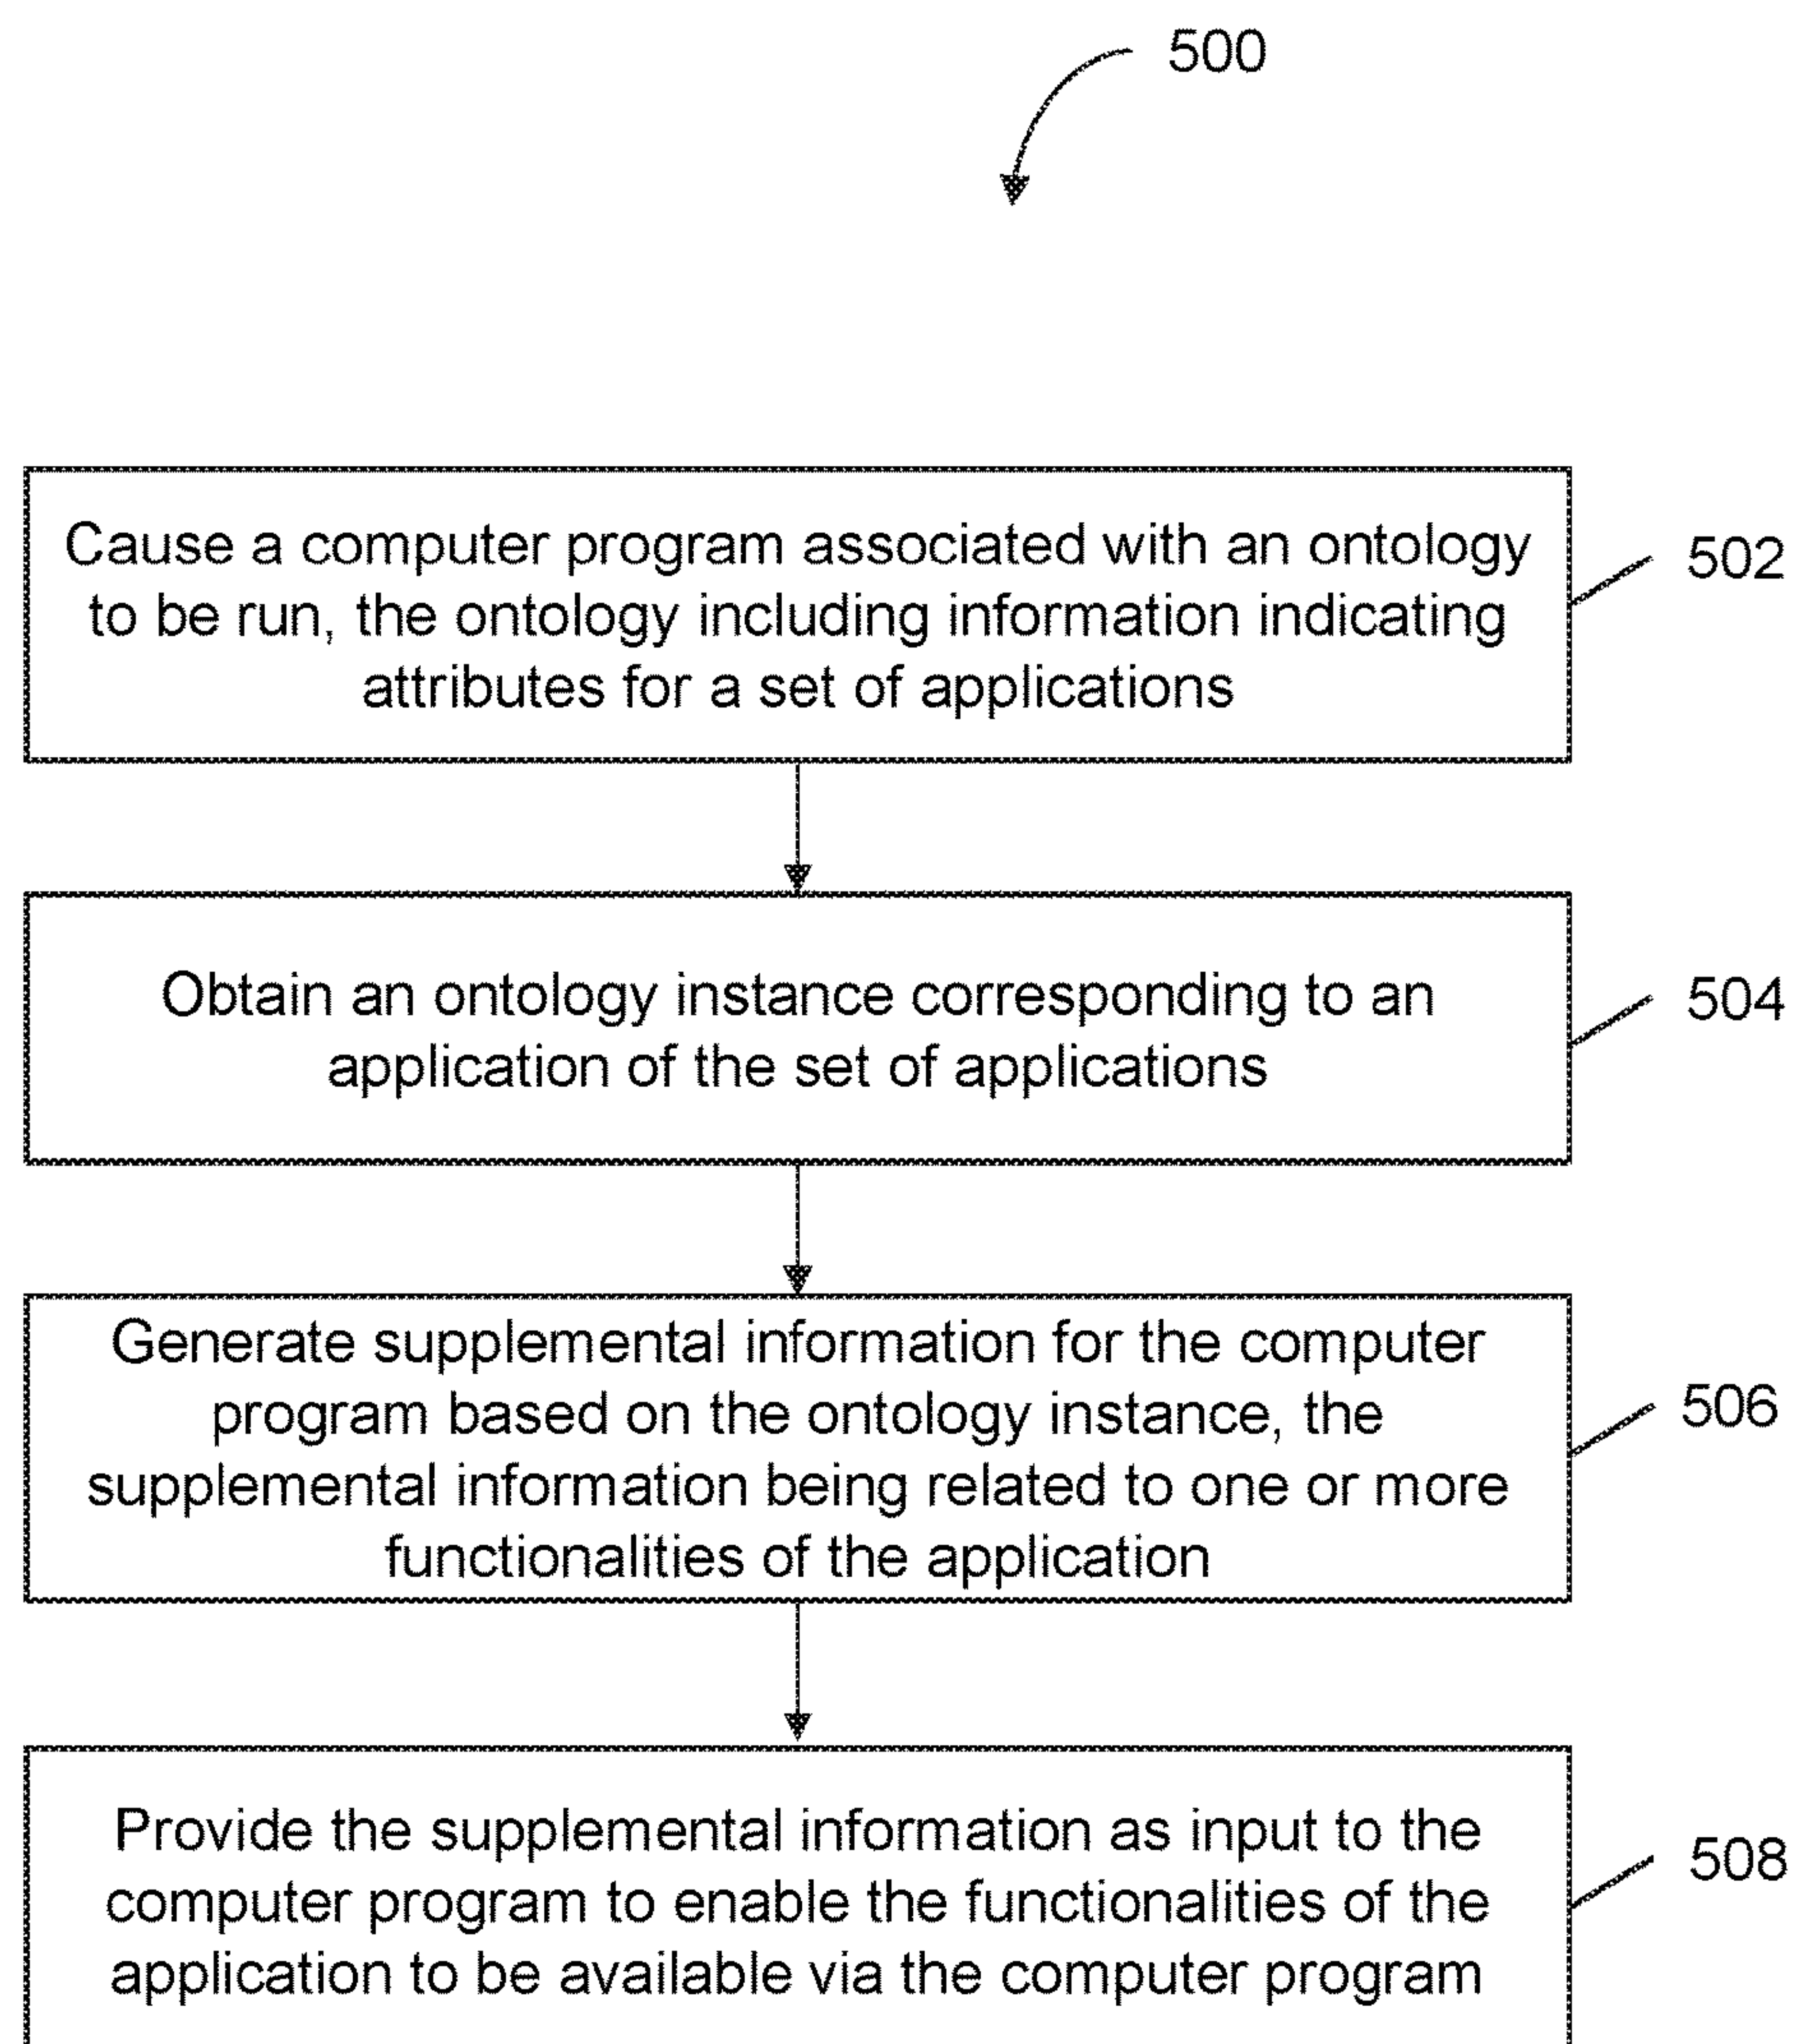 500
Cause a computer program associated with an ontology
to be run, the ontology including information indicating
attributes for a set of applications
502
Obtain an ontology instance corresponding to an
application of the set of applications
504
Generate supplemental information for the computer
program based on the ontology instance, the
supplemental information being related to one or more
functionalities of the application
506
Provide the supplemental information as input to the
computer program to enable the functionalities of the
application to be available via the computer program
508